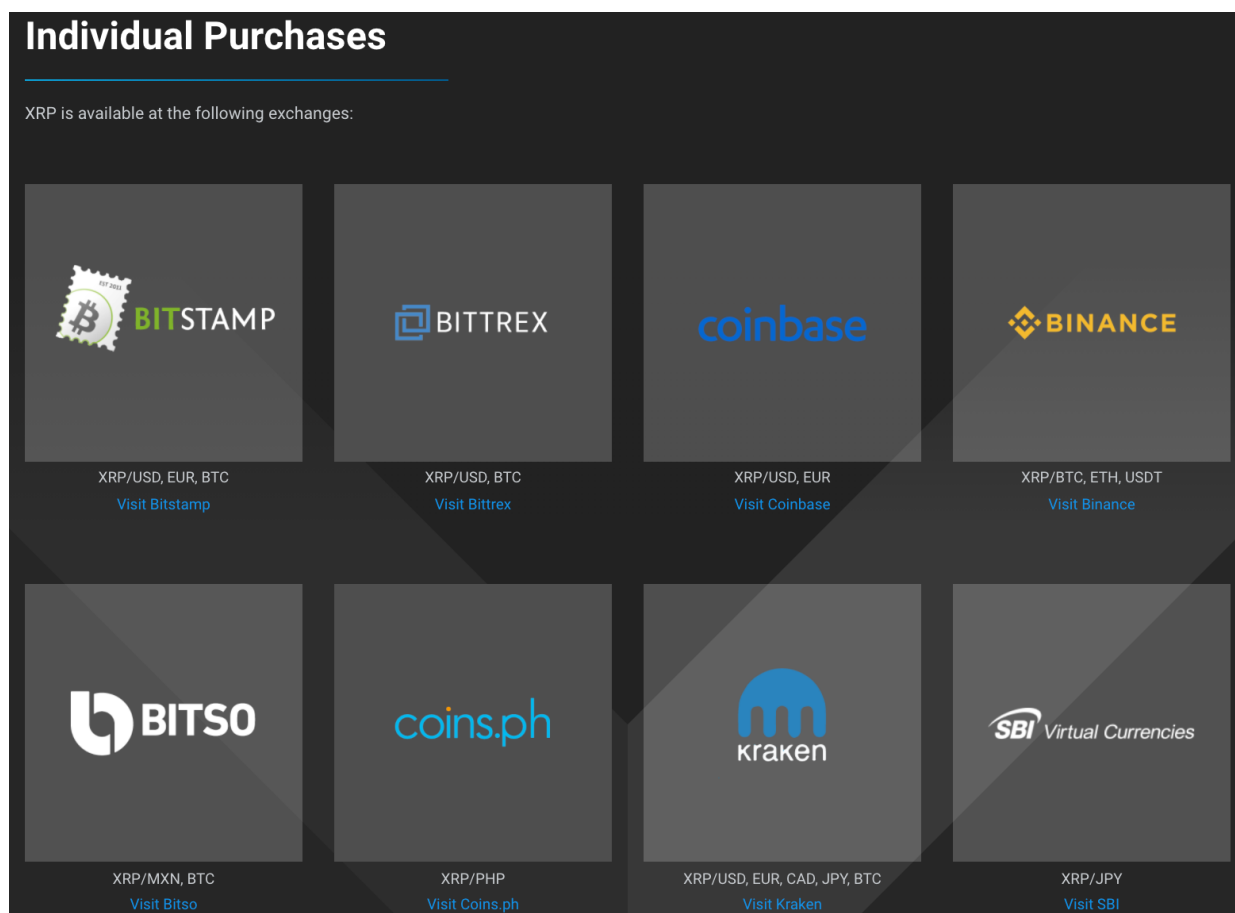 Individual Purchases
XRP is available at the following exchanges:
EST 2011
BITSTAMP
BITTREX
coinbase
BINANCE
XRP/USD, EUR, BTC
XRP/USD, BTC
XRP/USD, EUR
XRP/BTC, ETH, USDT
Visit Bitstamp
Visit Bittrex
Visit Coinbase
Visit Binance
BITSO
coins.ph
kraken
SBI Virtual Currencies
XRP/MXN, BTC
XRP/PHP
XRP/USD, EUR, CAD, JPY, BTC
XRP/JPY
Visit Bitso
Visit Coins.ph
Visit Kraken
Visit SBI